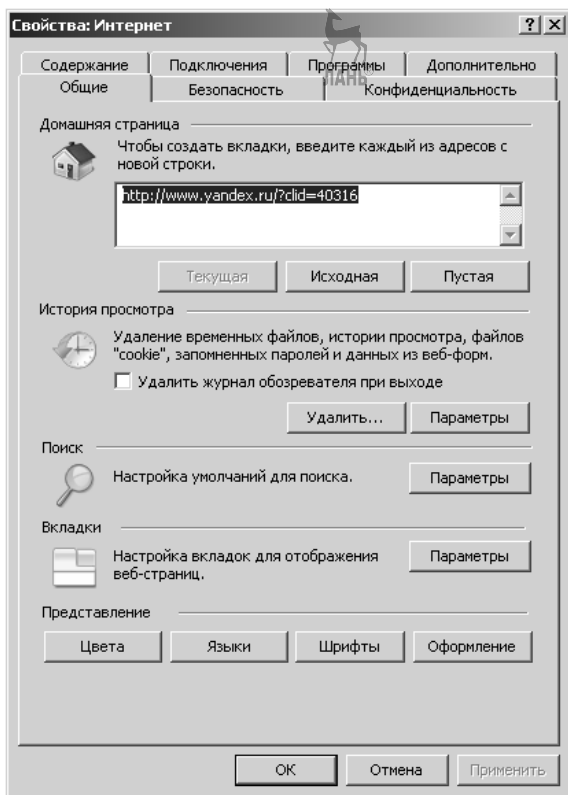 Свойства: Интернет
ЛАНЬ
Содержание Подключения Программы Дополнительно
Общие Безопасность Конфиденциальность
Домашняя страница
Чтобы создать вкладки, введите каждый из адресов с
новой строки.
http://www.yandex.ru/?clid=40316
Текущая Исходная Пустая
История просмотра
Удаление временных файлов, истории просмотра, файлов
"cookie", запомненных паролей и данных из веб-форм.
Удалить журнал обозревателя при выходе
Удалить... Параметры
Поиск
Настройка умолчаний для поиска.
Параметры
Вкладки
Настройка вкладок для отображения
веб-страниц.
Параметры
Представление
Цвета Языки Шрифты Оформление
ОК Отмена Применить